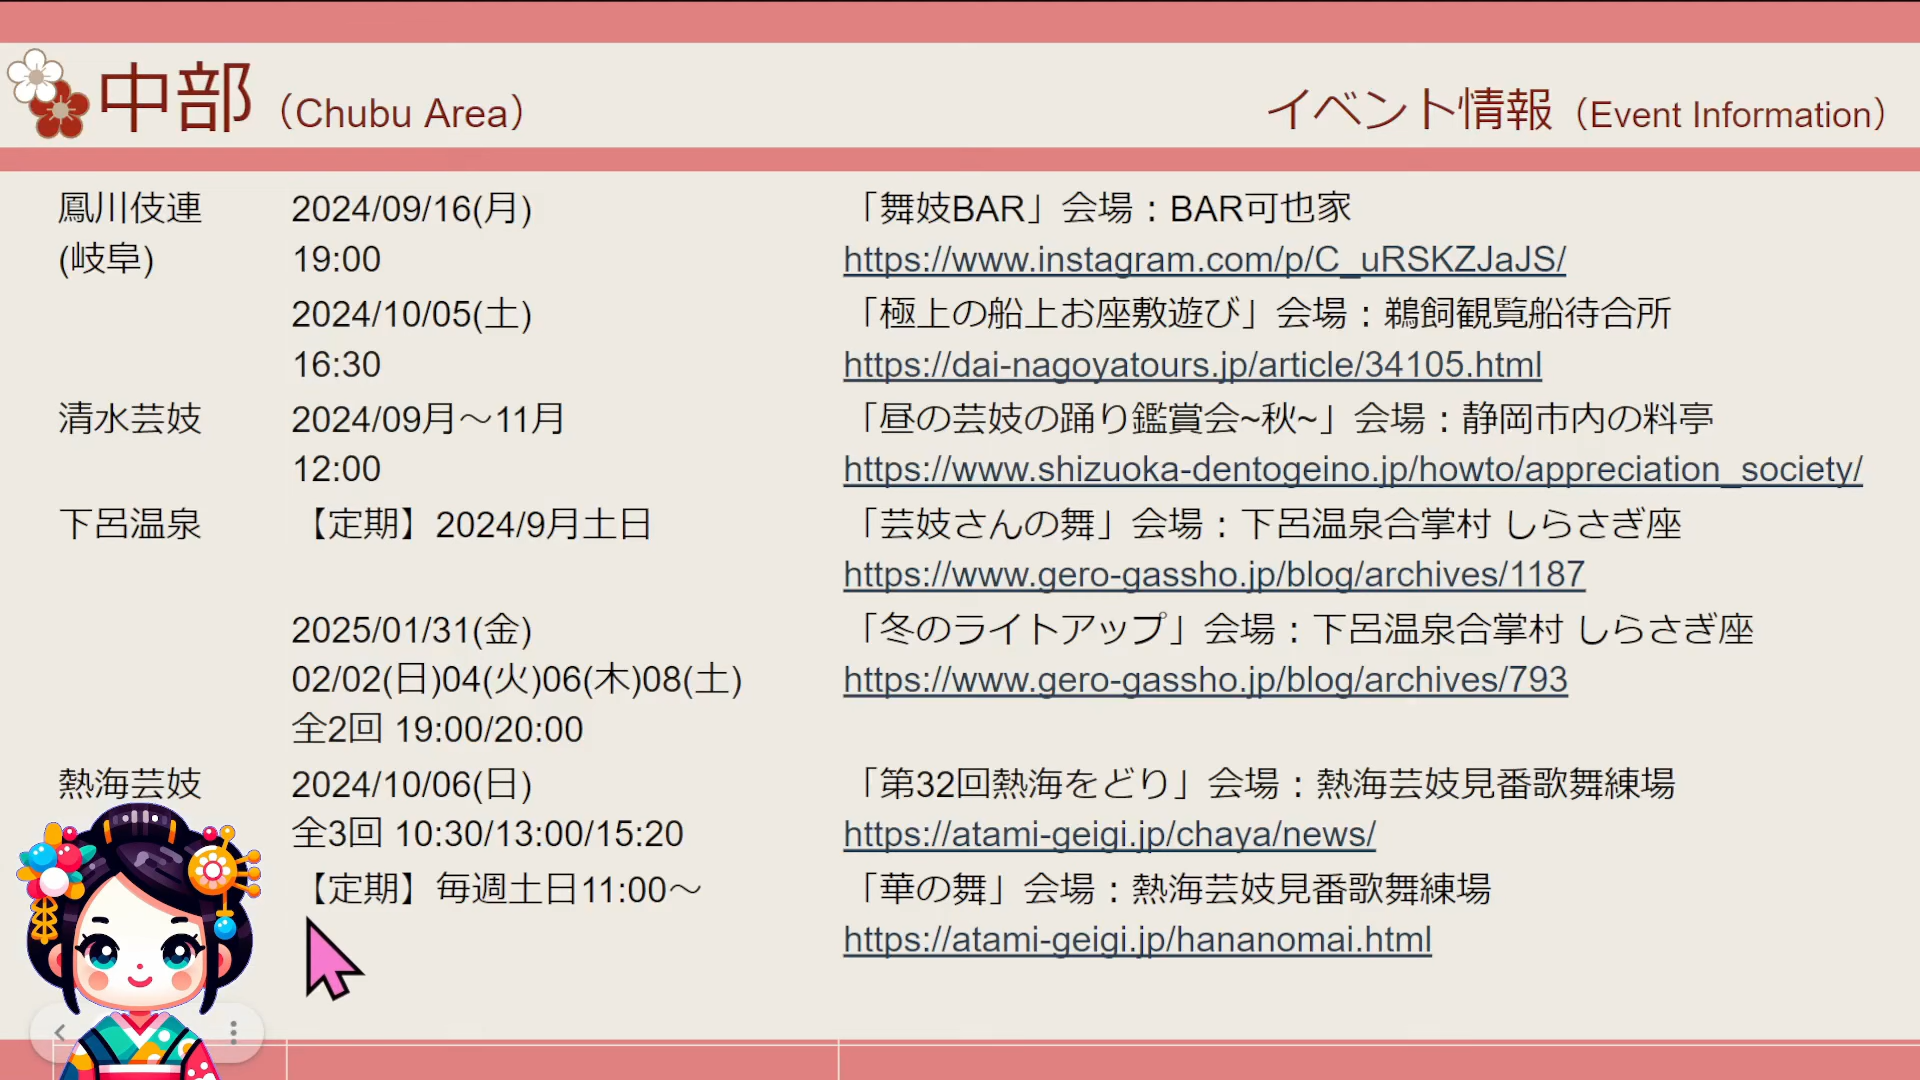 中部（Chubu Area）
イベント情報（Event Information）
鳳川伎連
(岐阜)
2024/09/16(月)
19:00
「舞妓BAR」会場：BAR可也家
https://www.instagram.com/p/C_uRSKZJaJS/
2024/10/05(土)
16:30
「極上の船上お座敷遊び」会場：鵜飼観覧船待合所
https://dai-nagoyatours.jp/article/34105.html
清水芸妓
2024/09月～11月
12:00
「昼の芸妓の踊り鑑賞会~秋~」会場：静岡市内の料亭
https://www.shizuoka-dentogeino.jp/howto/appreciation_society/
下呂温泉
【定期】2024/9月土日
「芸妓さんの舞」会場：下呂温泉合掌村 しらさぎ座
https://www.gero-gassho.jp/blog/archives/1187
2025/01/31(金)
02/02(日)04(火)06(木)08(土)
全2回 19:00/20:00
「冬のライトアップ」会場：下呂温泉合掌村 しらさぎ座
https://www.gero-gassho.jp/blog/archives/793
熱海芸妓
2024/10/06(日)
全3回 10:30/13:00/15:20
「第32回熱海をどり」会場：熱海芸妓見番歌舞練場
https://atami-geigi.jp/chaya/news/
【定期】毎週土日11:00～
「華の舞」会場：熱海芸妓見番歌舞練場
https://atami-geigi.jp/hananomai.html